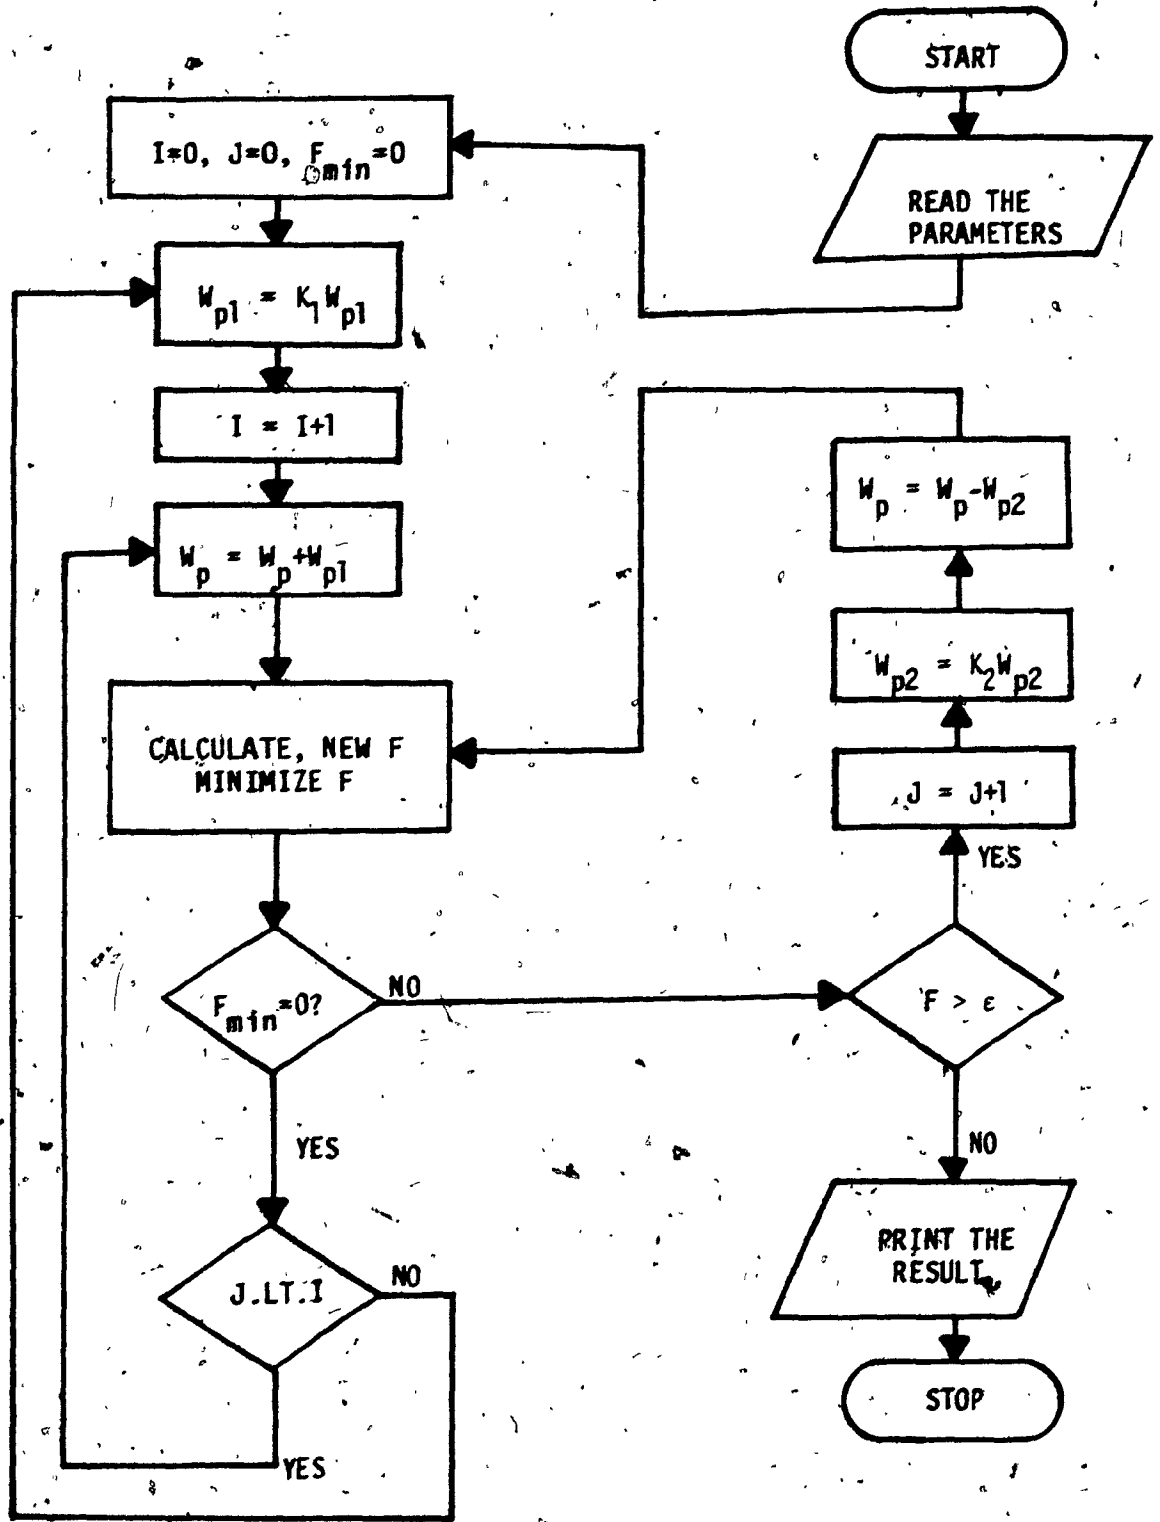 START
READ THE
PARAMETERS
I=0, J=0, Fmin=0
Wp1 = K1Wp1
I = I+1
Wp = Wp+Wp1
CALCULATE, NEW F
MINIMIZE F
Fmin=0?
NO
YES
J.LT.I
NO
YES
F > ε
YES
J = J+1
Wp2 = K2Wp2
Wp = Wp-Wp2
NO
PRINT THE
RESULT
STOP